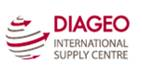 DIAGEO
INTERNATIONAL
SUPPLY CENTRE